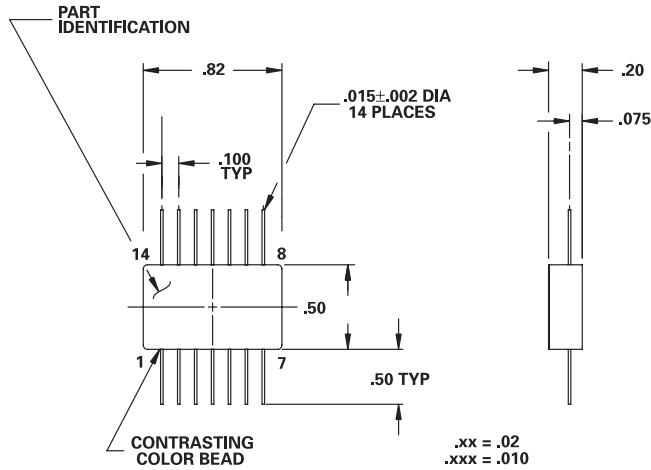 PART
IDENTIFICATION
.82
.20
.015±.002 DIA
14 PLACES
.075
.100
TYP
14
8
.50
1
7
.50 TYP
CONTRASTING
COLOR BEAD
.xx = .02
.xxx = .010